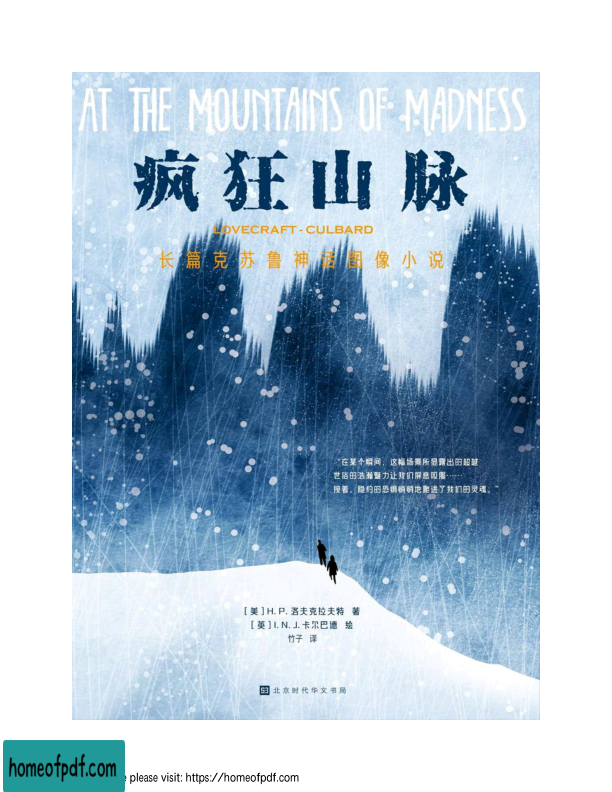 AT THE MOUNTAINS OF MADNESS
疯狂山脉
LOVECRAFT - CULBARD
长篇克苏鲁神话图像小说
“在某个瞬间，这幅场景所显露出的超越
世俗的浩瀚魅力让我们屏息叹服……
接着，隐约的恐惧悄悄地爬进了我们的灵魂。”
[美] H. P. 洛夫克拉夫特 著
[英] I. N. J. 卡尔巴德 绘
竹子 译
北京时代华文书局
homeofpdf.com
e please visit: https://homeofpdf.com